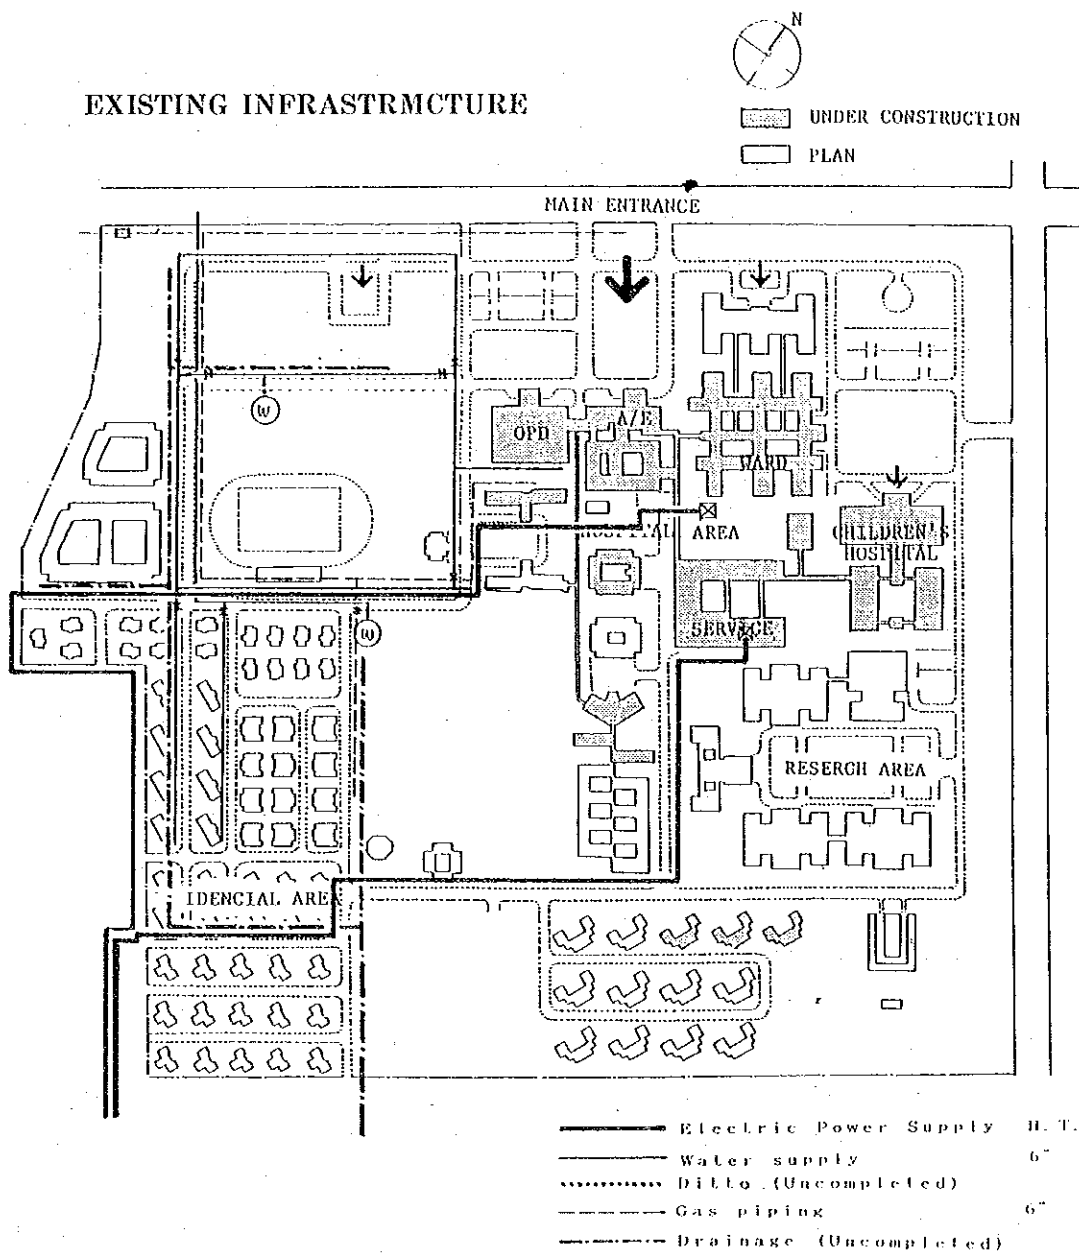 N
EXISTING INFRASTRMCTURE
UNDER CONSTRUCTION
PLAN
MAIN ENTRANCE
W
OPD
A/E
WARD
HOSPITAL AREA
CHILDREN'S
HOSPITAL
W
SERVICE
RESERCH AREA
IDENCIAL AREA
Electric Power Supply H.T.
Water supply 6"
Ditto (Uncompleted)
Gas piping 6"
Drainage (Uncompleted)